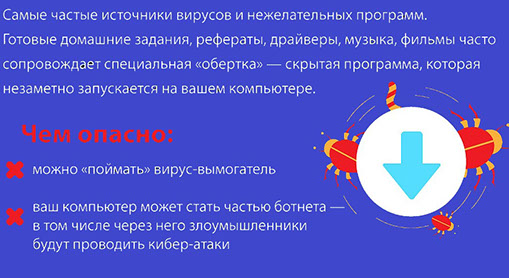 Самые частые источники вирусов и нежелательных программ.
Готовые домашние задания, рефераты, драйверы, музыка, фильмы часто
сопровождает специальная «обертка» — скрытая программа, которая
незаметно запускается на вашем компьютере.
Чем опасно:
можно «поймать» вирус-вымогатель
ваш компьютер может стать частью ботнета —
в том числе через него злоумышленники
будут проводить кибер-атаки